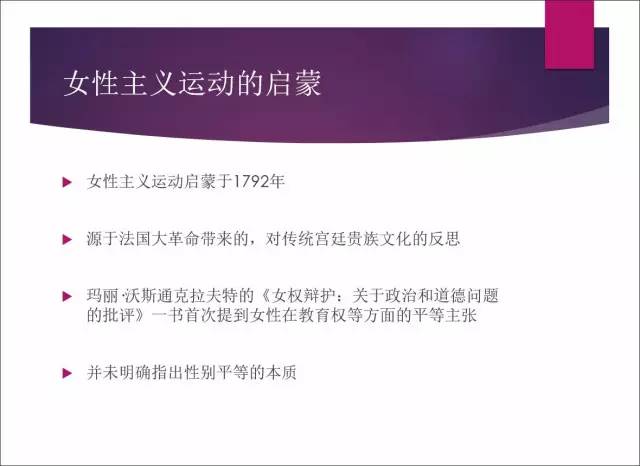 女性主义运动的启蒙
女性主义运动启蒙于1792年
源于法国大革命带来的，对传统宫廷贵族文化的反思
玛丽·沃斯通克拉夫特的《女权辩护：关于政治和道德问题
的批评》一书首次提到女性在教育权等方面的平等主张
并未明确指出性别平等的本质